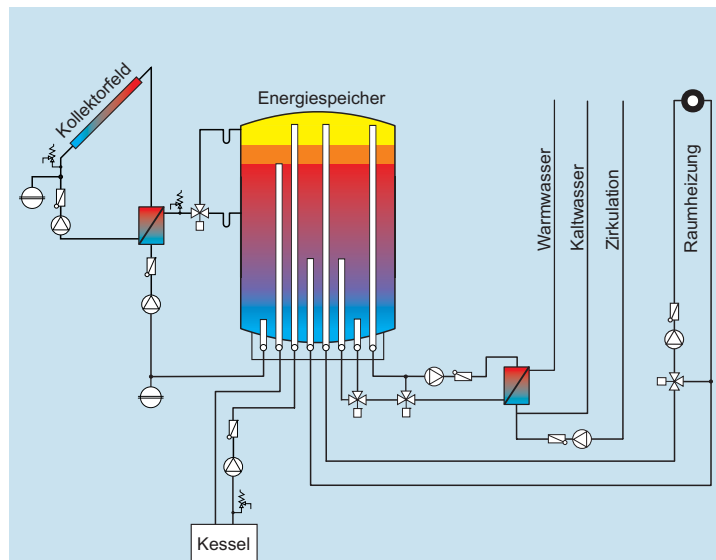 Kollektorfeld
Energiespeicher
Warmwasser
Kaltwasser
Zirkulation
Raumheizung
Kessel